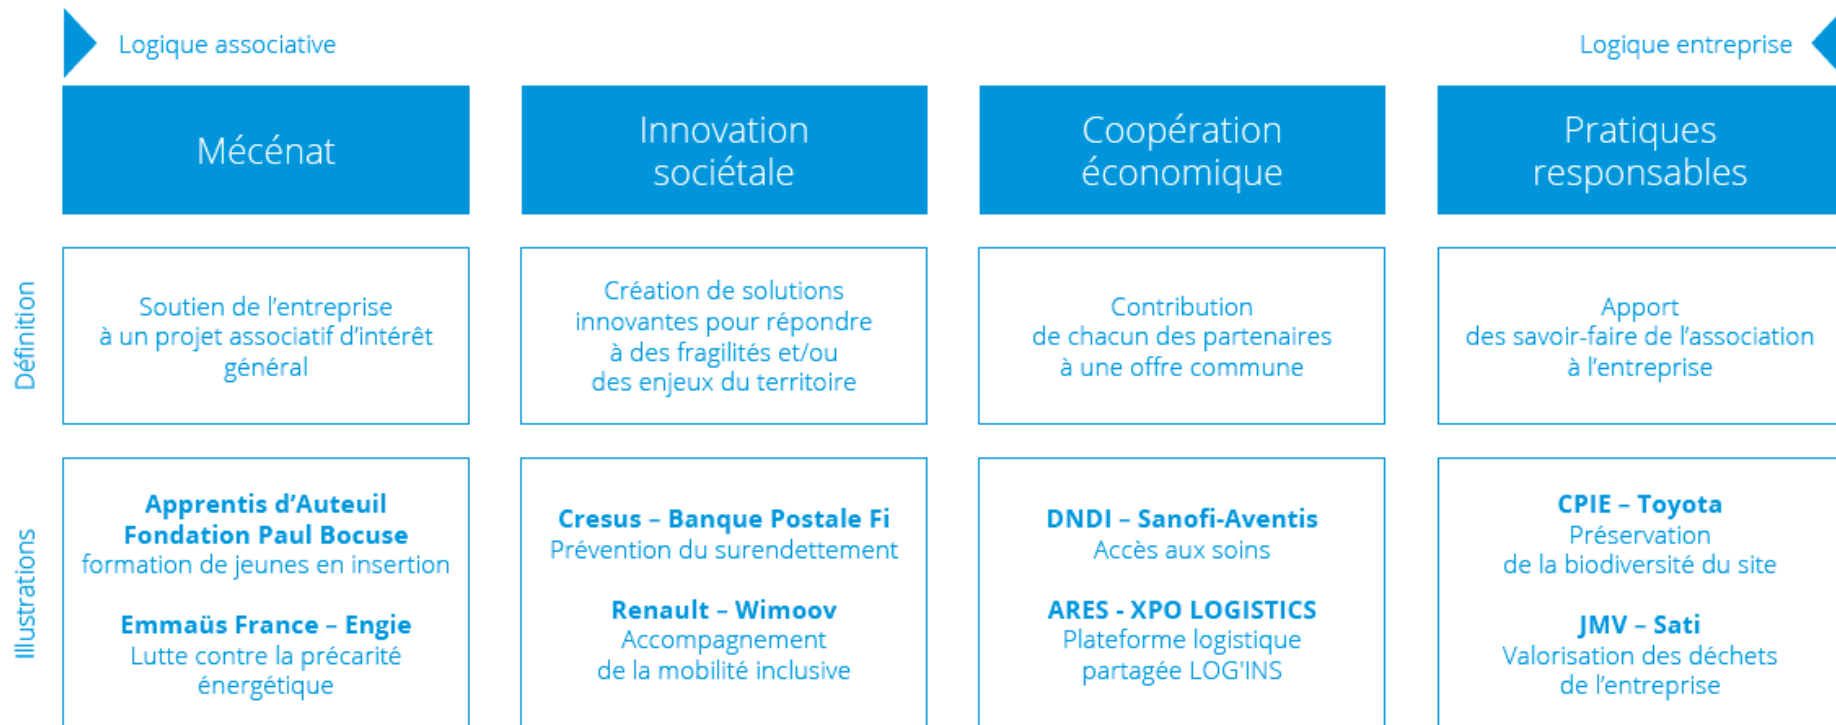 Logique associative
Logique entreprise
Mécénat
Innovation
sociétale
Coopération
économique
Pratiques
responsables
Définition
Soutien de l’entreprise
à un projet associatif d’intérêt
général
Création de solutions
innovantes pour répondre
à des fragilités et/ou
des enjeux du territoire
Contribution
de chacun des partenaires
à une offre commune
Apport
des savoir-faire de l’association
à l’entreprise
Illustrations
Apprentis d’Auteuil
Fondation Paul Bocuse
formation de jeunes en insertion
Emmaüs France – Engie
Lutte contre la précarité
énergétique
Cresus – Banque Postale Fi
Prévention du surendettement
Renault – Wimoov
Accompagnement
de la mobilité inclusive
DNDI – Sanofi-Aventis
Accès aux soins
ARES - XPO LOGISTICS
Plateforme logistique
partagée LOG'INS
CPIE – Toyota
Préservation
de la biodiversité du site
JMV – Sati
Valorisation des déchets
de l’entreprise